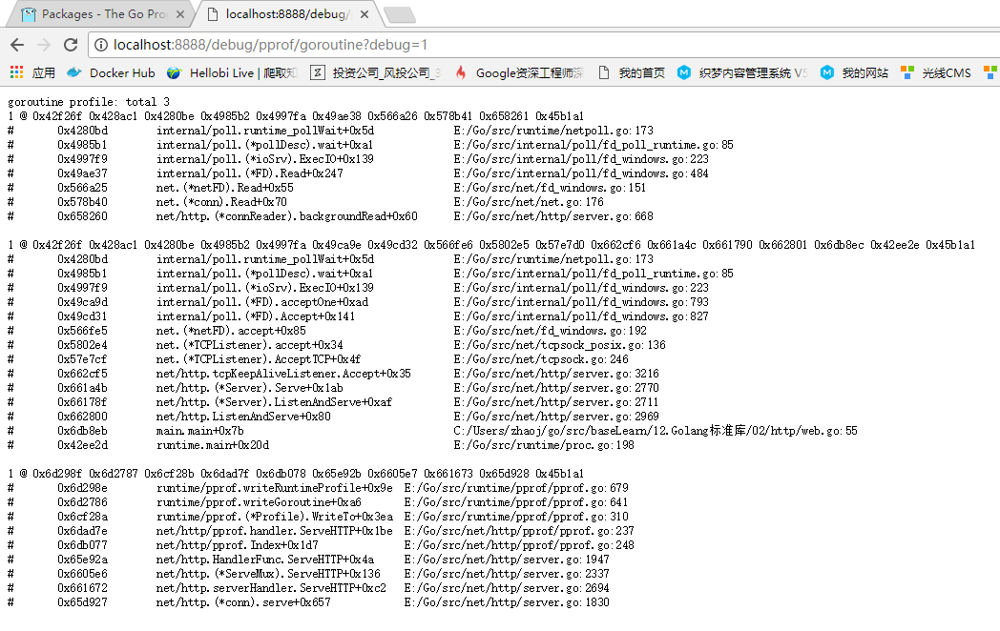 Packages - The Go Pro
localhost:8888/debug/p
localhost:8888/debug/pprof/goroutine?debug=1
应用 Docker Hub Hellobi Live | 爬取知 投资公司_风投公司_3 Google资深工程师深 我的首页 织梦内容管理系统 V5 我的网站 光线CMS
goroutine profile: total 3
1 @ 0x42f26f 0x428ac1 0x4280be 0x4985b2 0x4997fa 0x49ae38 0x566a26 0x578b41 0x658261 0x45b1a1
# 0x4280bd internal/poll.runtime_pollWait+0x5d E:/Go/src/runtime/netpoll.go:173
# 0x4985b1 internal/poll.(*pollDesc).wait+0xa1 E:/Go/src/internal/poll/fd_poll_runtime.go:85
# 0x4997f9 internal/poll.(*ioSrv).ExecIO+0x139 E:/Go/src/internal/poll/fd_windows.go:223
# 0x49ae37 internal/poll.(*FD).Read+0x247 E:/Go/src/internal/poll/fd_windows.go:484
# 0x566a25 net.(*netFD).Read+0x55 E:/Go/src/net/fd_windows.go:151
# 0x578b40 net.(*conn).Read+0x70 E:/Go/src/net/net.go:176
# 0x658260 net/http.(*connReader).backgroundRead+0x60 E:/Go/src/net/http/server.go:668
1 @ 0x42f26f 0x428ac1 0x4280be 0x4985b2 0x4997fa 0x49ca9e 0x49cd32 0x566fe6 0x5802e5 0x57e7d0 0x662cf6 0x661a4c 0x661790 0x662801 0x6db8ec 0x42ee2e 0x45b1a1
# 0x4280bd internal/poll.runtime_pollWait+0x5d E:/Go/src/runtime/netpoll.go:173
# 0x4985b1 internal/poll.(*pollDesc).wait+0xa1 E:/Go/src/internal/poll/fd_poll_runtime.go:85
# 0x4997f9 internal/poll.(*ioSrv).ExecIO+0x139 E:/Go/src/internal/poll/fd_windows.go:223
# 0x49ca9d internal/poll.(*FD).acceptOne+0xad E:/Go/src/internal/poll/fd_windows.go:793
# 0x49cd31 internal/poll.(*FD).Accept+0x141 E:/Go/src/internal/poll/fd_windows.go:827
# 0x566fe5 net.(*netFD).accept+0x85 E:/Go/src/net/fd_windows.go:192
# 0x5802e4 net.(*TCPListener).accept+0x34 E:/Go/src/net/tcpsock_posix.go:136
# 0x57e7cf net.(*TCPListener).AcceptTCP+0x4f E:/Go/src/net/tcpsock.go:246
# 0x662cf5 net/http.tcpKeepAliveListener.Accept+0x35 E:/Go/src/net/http/server.go:3216
# 0x661a4b net/http.(*Server).Serve+0x1ab E:/Go/src/net/http/server.go:2770
# 0x66178f net/http.(*Server).ListenAndServe+0xaf E:/Go/src/net/http/server.go:2711
# 0x662800 net/http.ListenAndServe+0x80 E:/Go/src/net/http/server.go:2969
# 0x6db8eb main.main+0x7b C:/Users/zhaoj/go/src/baseLearn/12.Golang标准库/02/http/web.go:55
# 0x42ee2d runtime.main+0x20d E:/Go/src/runtime/proc.go:198
1 @ 0x6d298f 0x6d2787 0x6cf28b 0x6dad7f 0x6db078 0x65e92b 0x6605e7 0x661673 0x65d928 0x45b1a1
# 0x6d298e runtime/pprof.writeRuntimeProfile+0x9e E:/Go/src/runtime/pprof/pprof.go:679
# 0x6d2786 runtime/pprof.writeGoroutine+0xa6 E:/Go/src/runtime/pprof/pprof.go:641
# 0x6cf28a runtime/pprof.(*Profile).WriteTo+0x3ea E:/Go/src/runtime/pprof/pprof.go:310
# 0x6dad7e net/http/pprof.handler.ServeHTTP+0x1be E:/Go/src/net/http/pprof/pprof.go:237
# 0x6db077 net/http/pprof.Index+0x1d7 E:/Go/src/net/http/pprof/pprof.go:248
# 0x65e92a net/http.HandlerFunc.ServeHTTP+0x4a E:/Go/src/net/http/server.go:1947
# 0x6605e6 net/http.(*ServeMux).ServeHTTP+0x136 E:/Go/src/net/http/server.go:2337
# 0x661672 net/http.serverHandler.ServeHTTP+0xc2 E:/Go/src/net/http/server.go:2694
# 0x65d927 net/http.(*conn).serve+0x657 E:/Go/src/net/http/server.go:1830